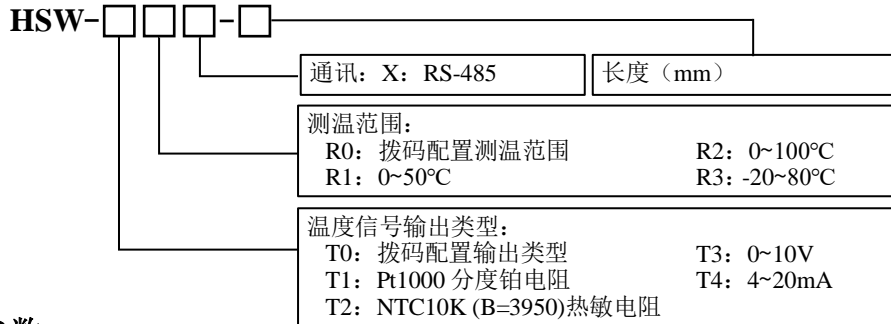 HSW-□□□-□
通讯：X：RS-485
长度（mm）
测温范围：
R0：拨码配置测温范围 R2：0~100℃
R1：0~50℃ R3：-20~80℃
温度信号输出类型：
T0：拨码配置输出类型 T3：0~10V
T1：Pt1000 分度铂电阻 T4：4~20mA
T2：NTC10K (B=3950)热敏电阻